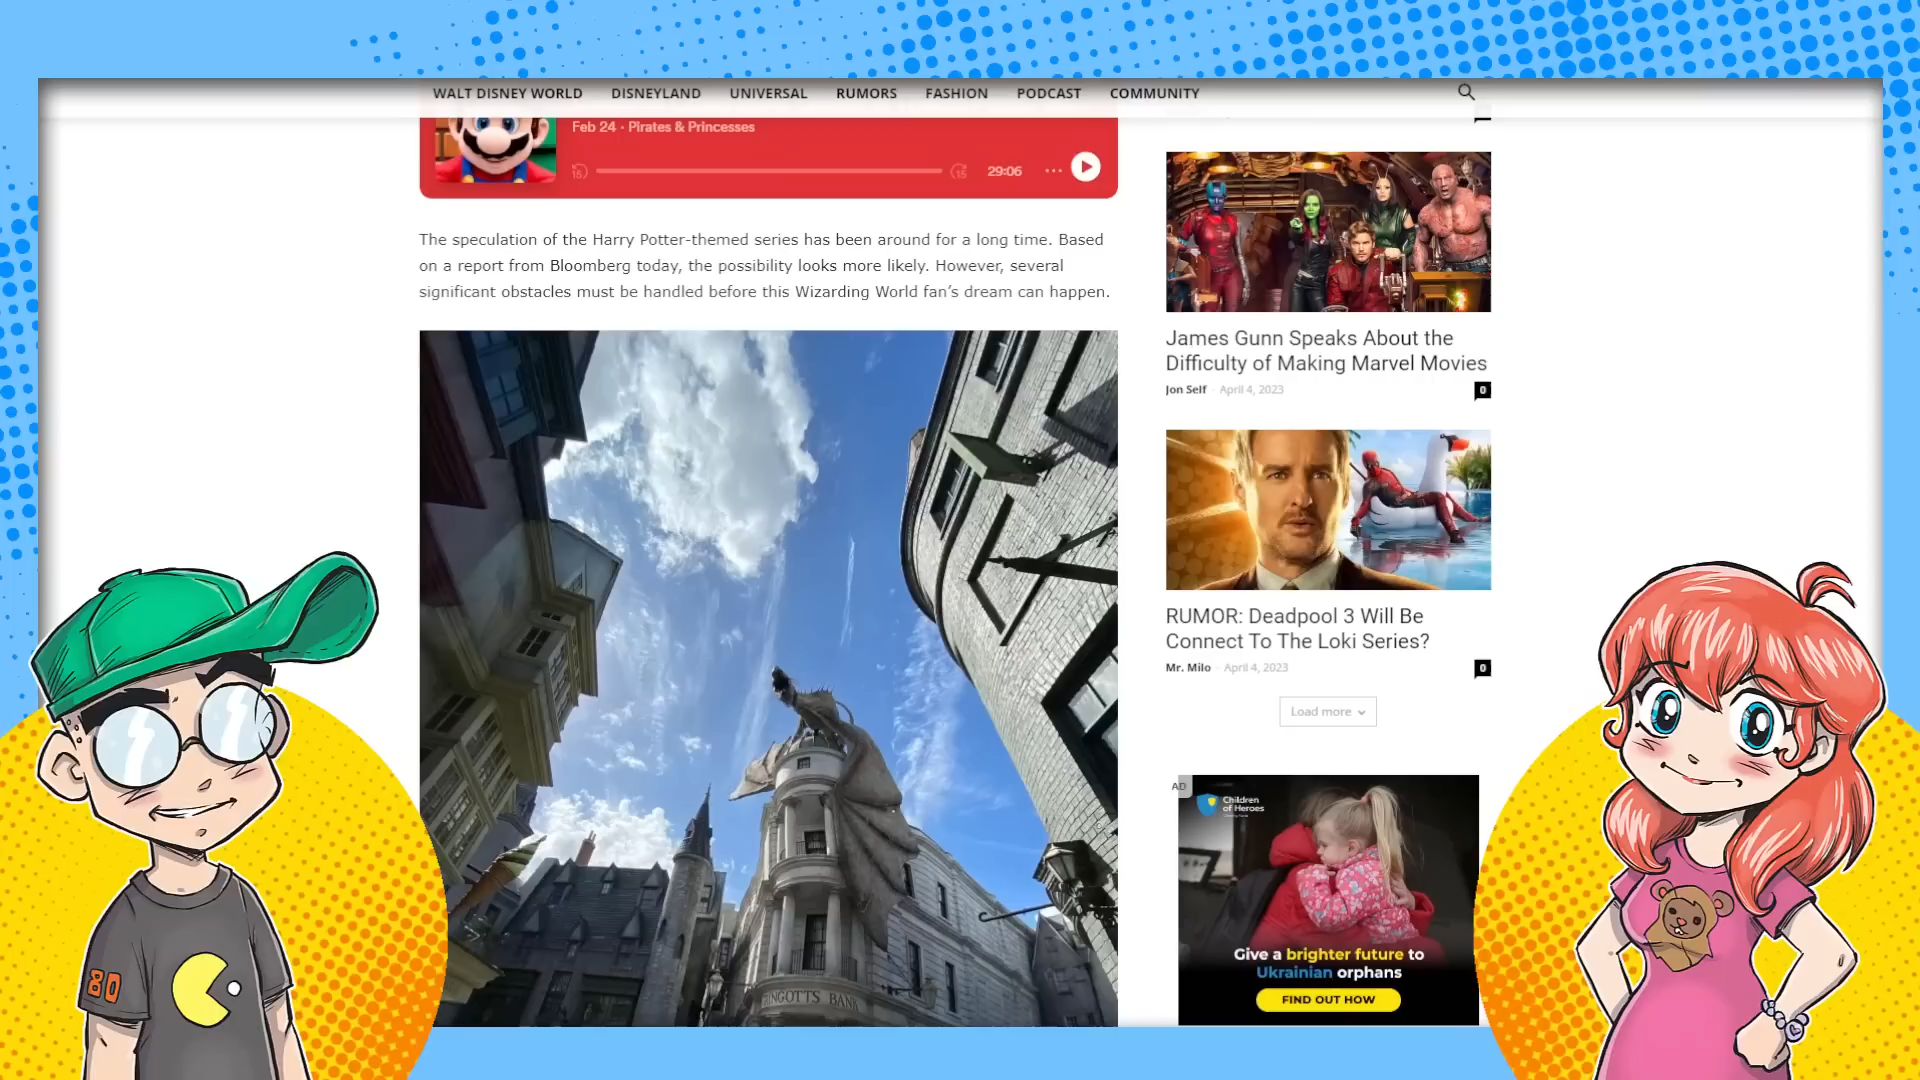 WALT DISNEY WORLD DISNEYLAND UNIVERSAL RUMORS FASHION PODCAST COMMUNITY
Feb 24 · Pirates & Princesses
15 15 29:06
The speculation of the Harry Potter-themed series has been around for a long time. Based
on a report from Bloomberg today, the possibility looks more likely. However, several
significant obstacles must be handled before this Wizarding World fan’s dream can happen.
GRINGOTTS BANK
James Gunn Speaks About the
Difficulty of Making Marvel Movies
Jon Self - April 4, 2023 0
RUMOR: Deadpool 3 Will Be
Connect To The Loki Series?
Mr. Milo - April 4, 2023 0
Load more
AD
Children
of Heroes
Give a brighter future to
Ukrainian orphans
FIND OUT HOW
80